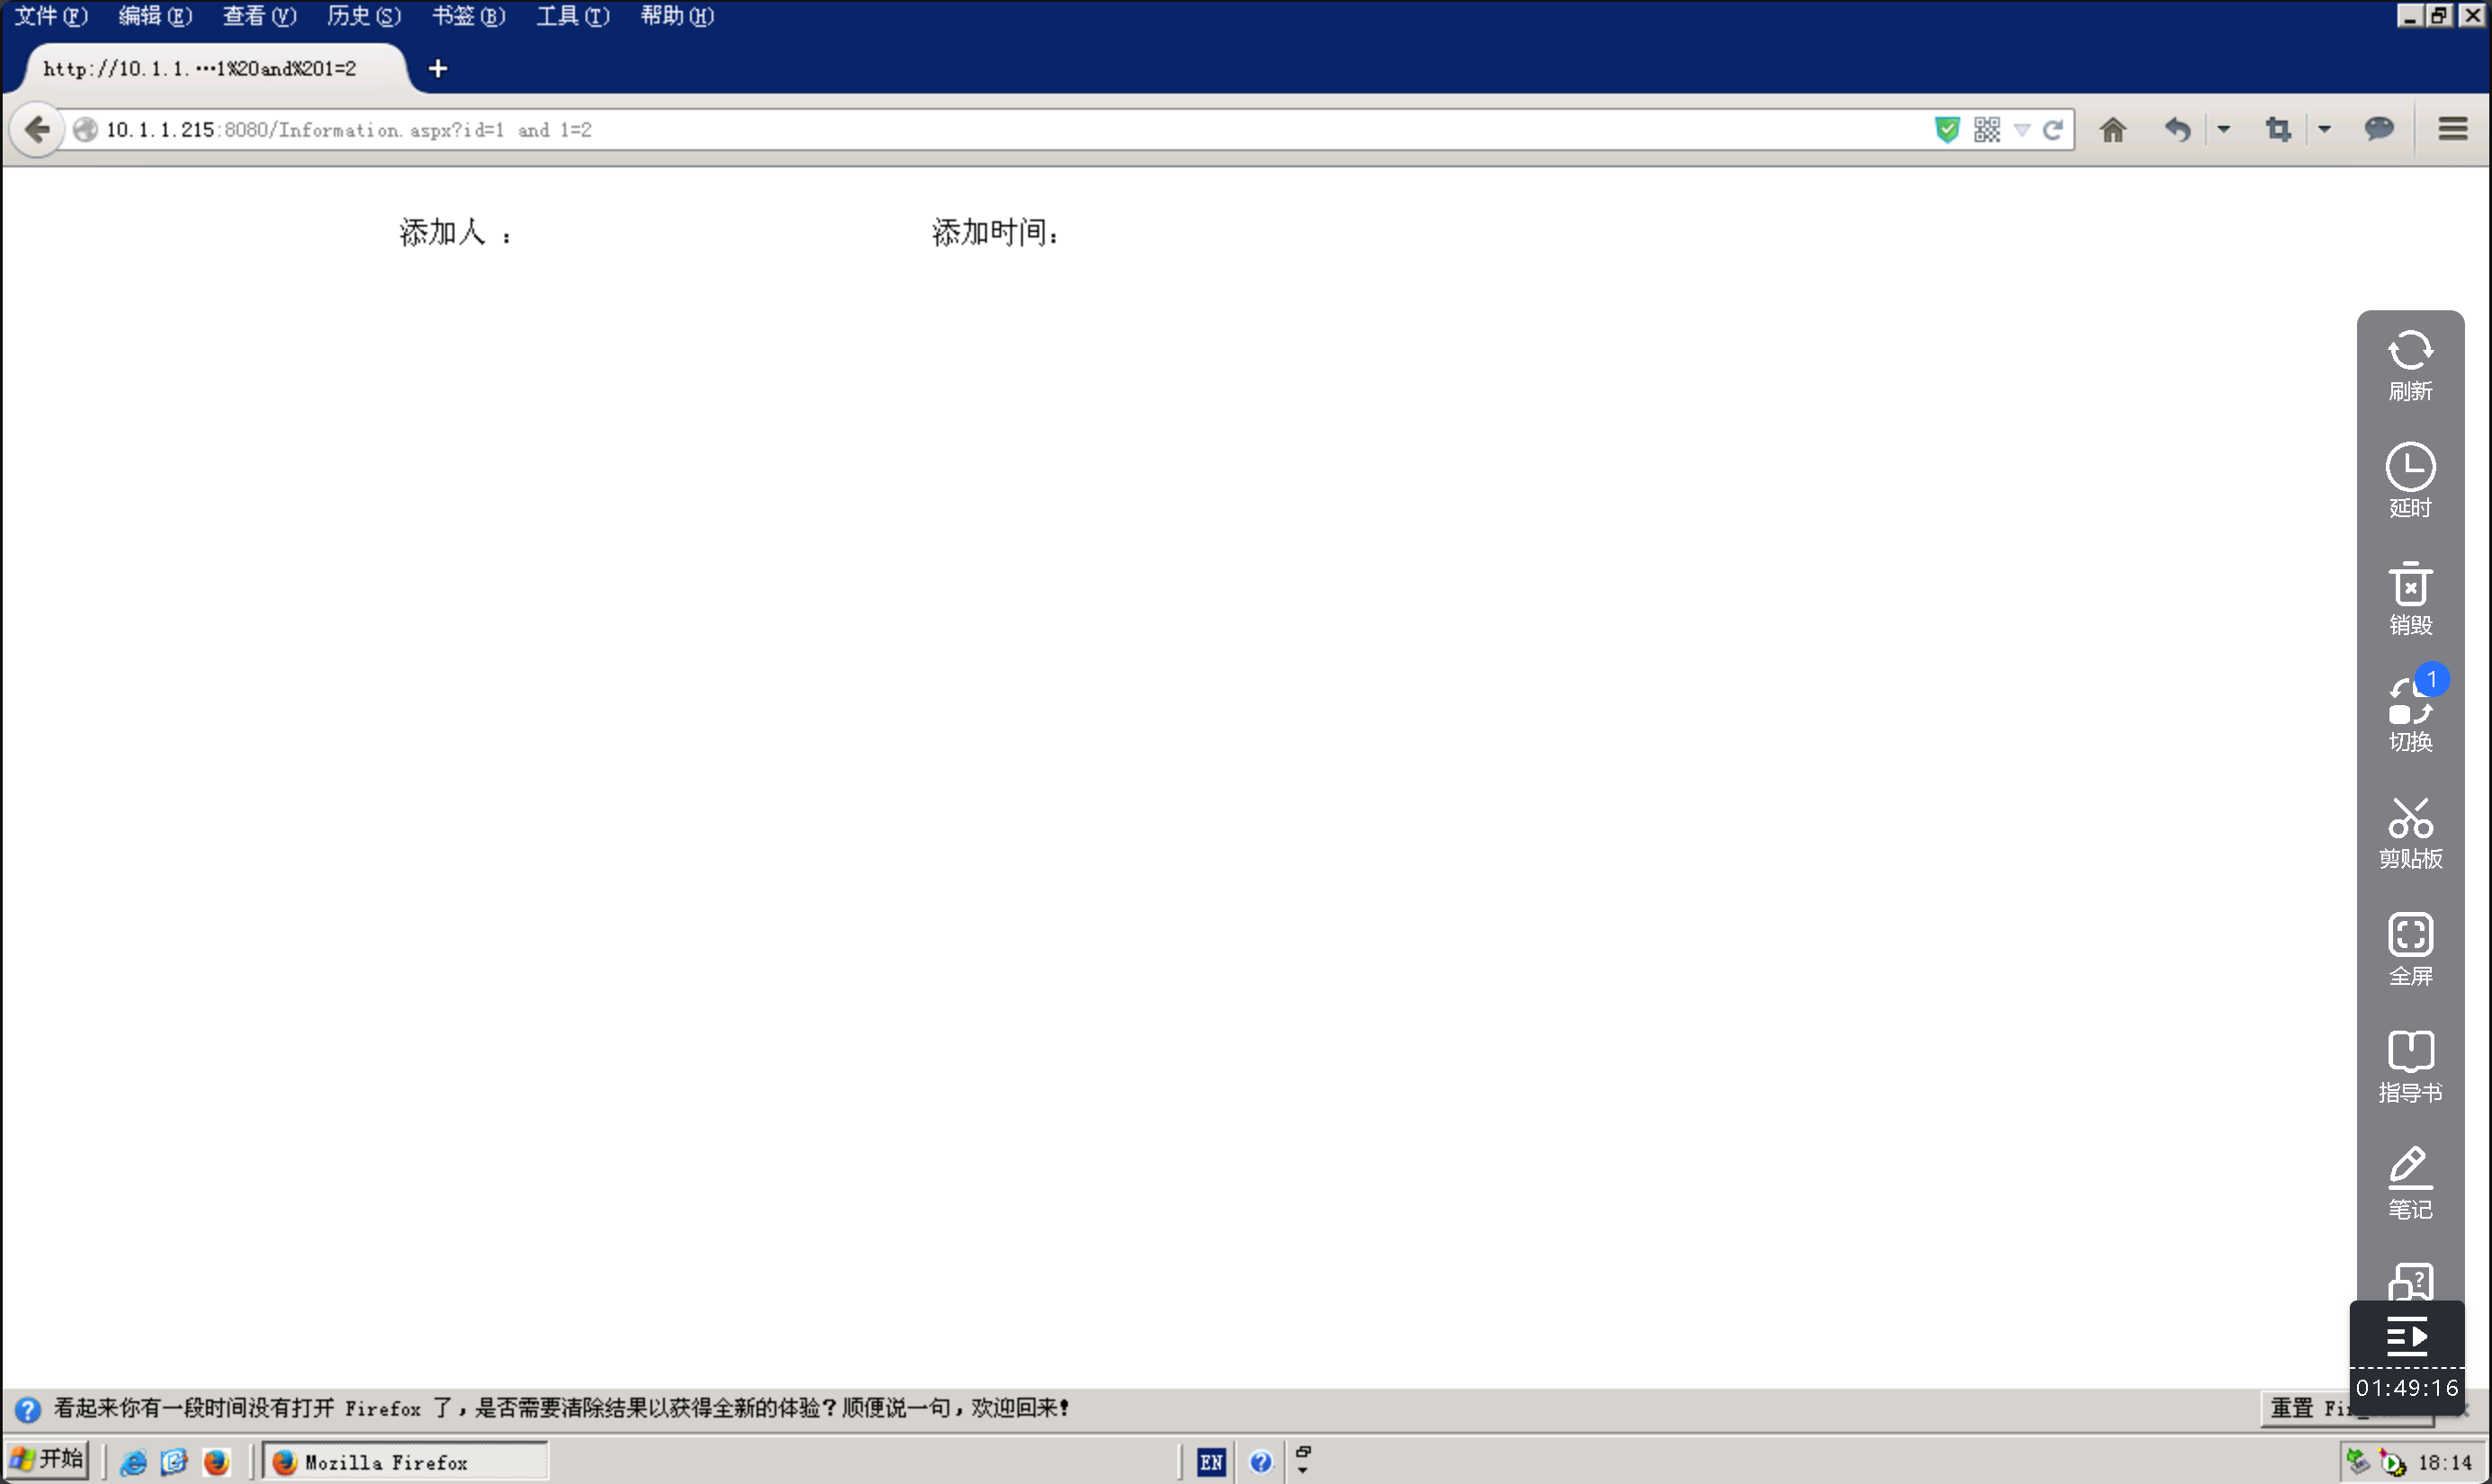 文件(F) 编辑(E) 查看(V) 历史(S) 书签(B) 工具(T) 帮助(H)
http://10.1.1.…1%20and%201=2
10.1.1.215:8080/Information.aspx?id=1 and 1=2
添加人 : 添加时间:
刷新
延时
销毁
1
切换
剪贴板
全屏
指导书
笔记
01:49:16
看起来你有一段时间没有打开 Firefox 了，是否需要清除结果以获得全新的体验？顺便说一句，欢迎回来！
重置
开始 Mozilla Firefox EN 18:14